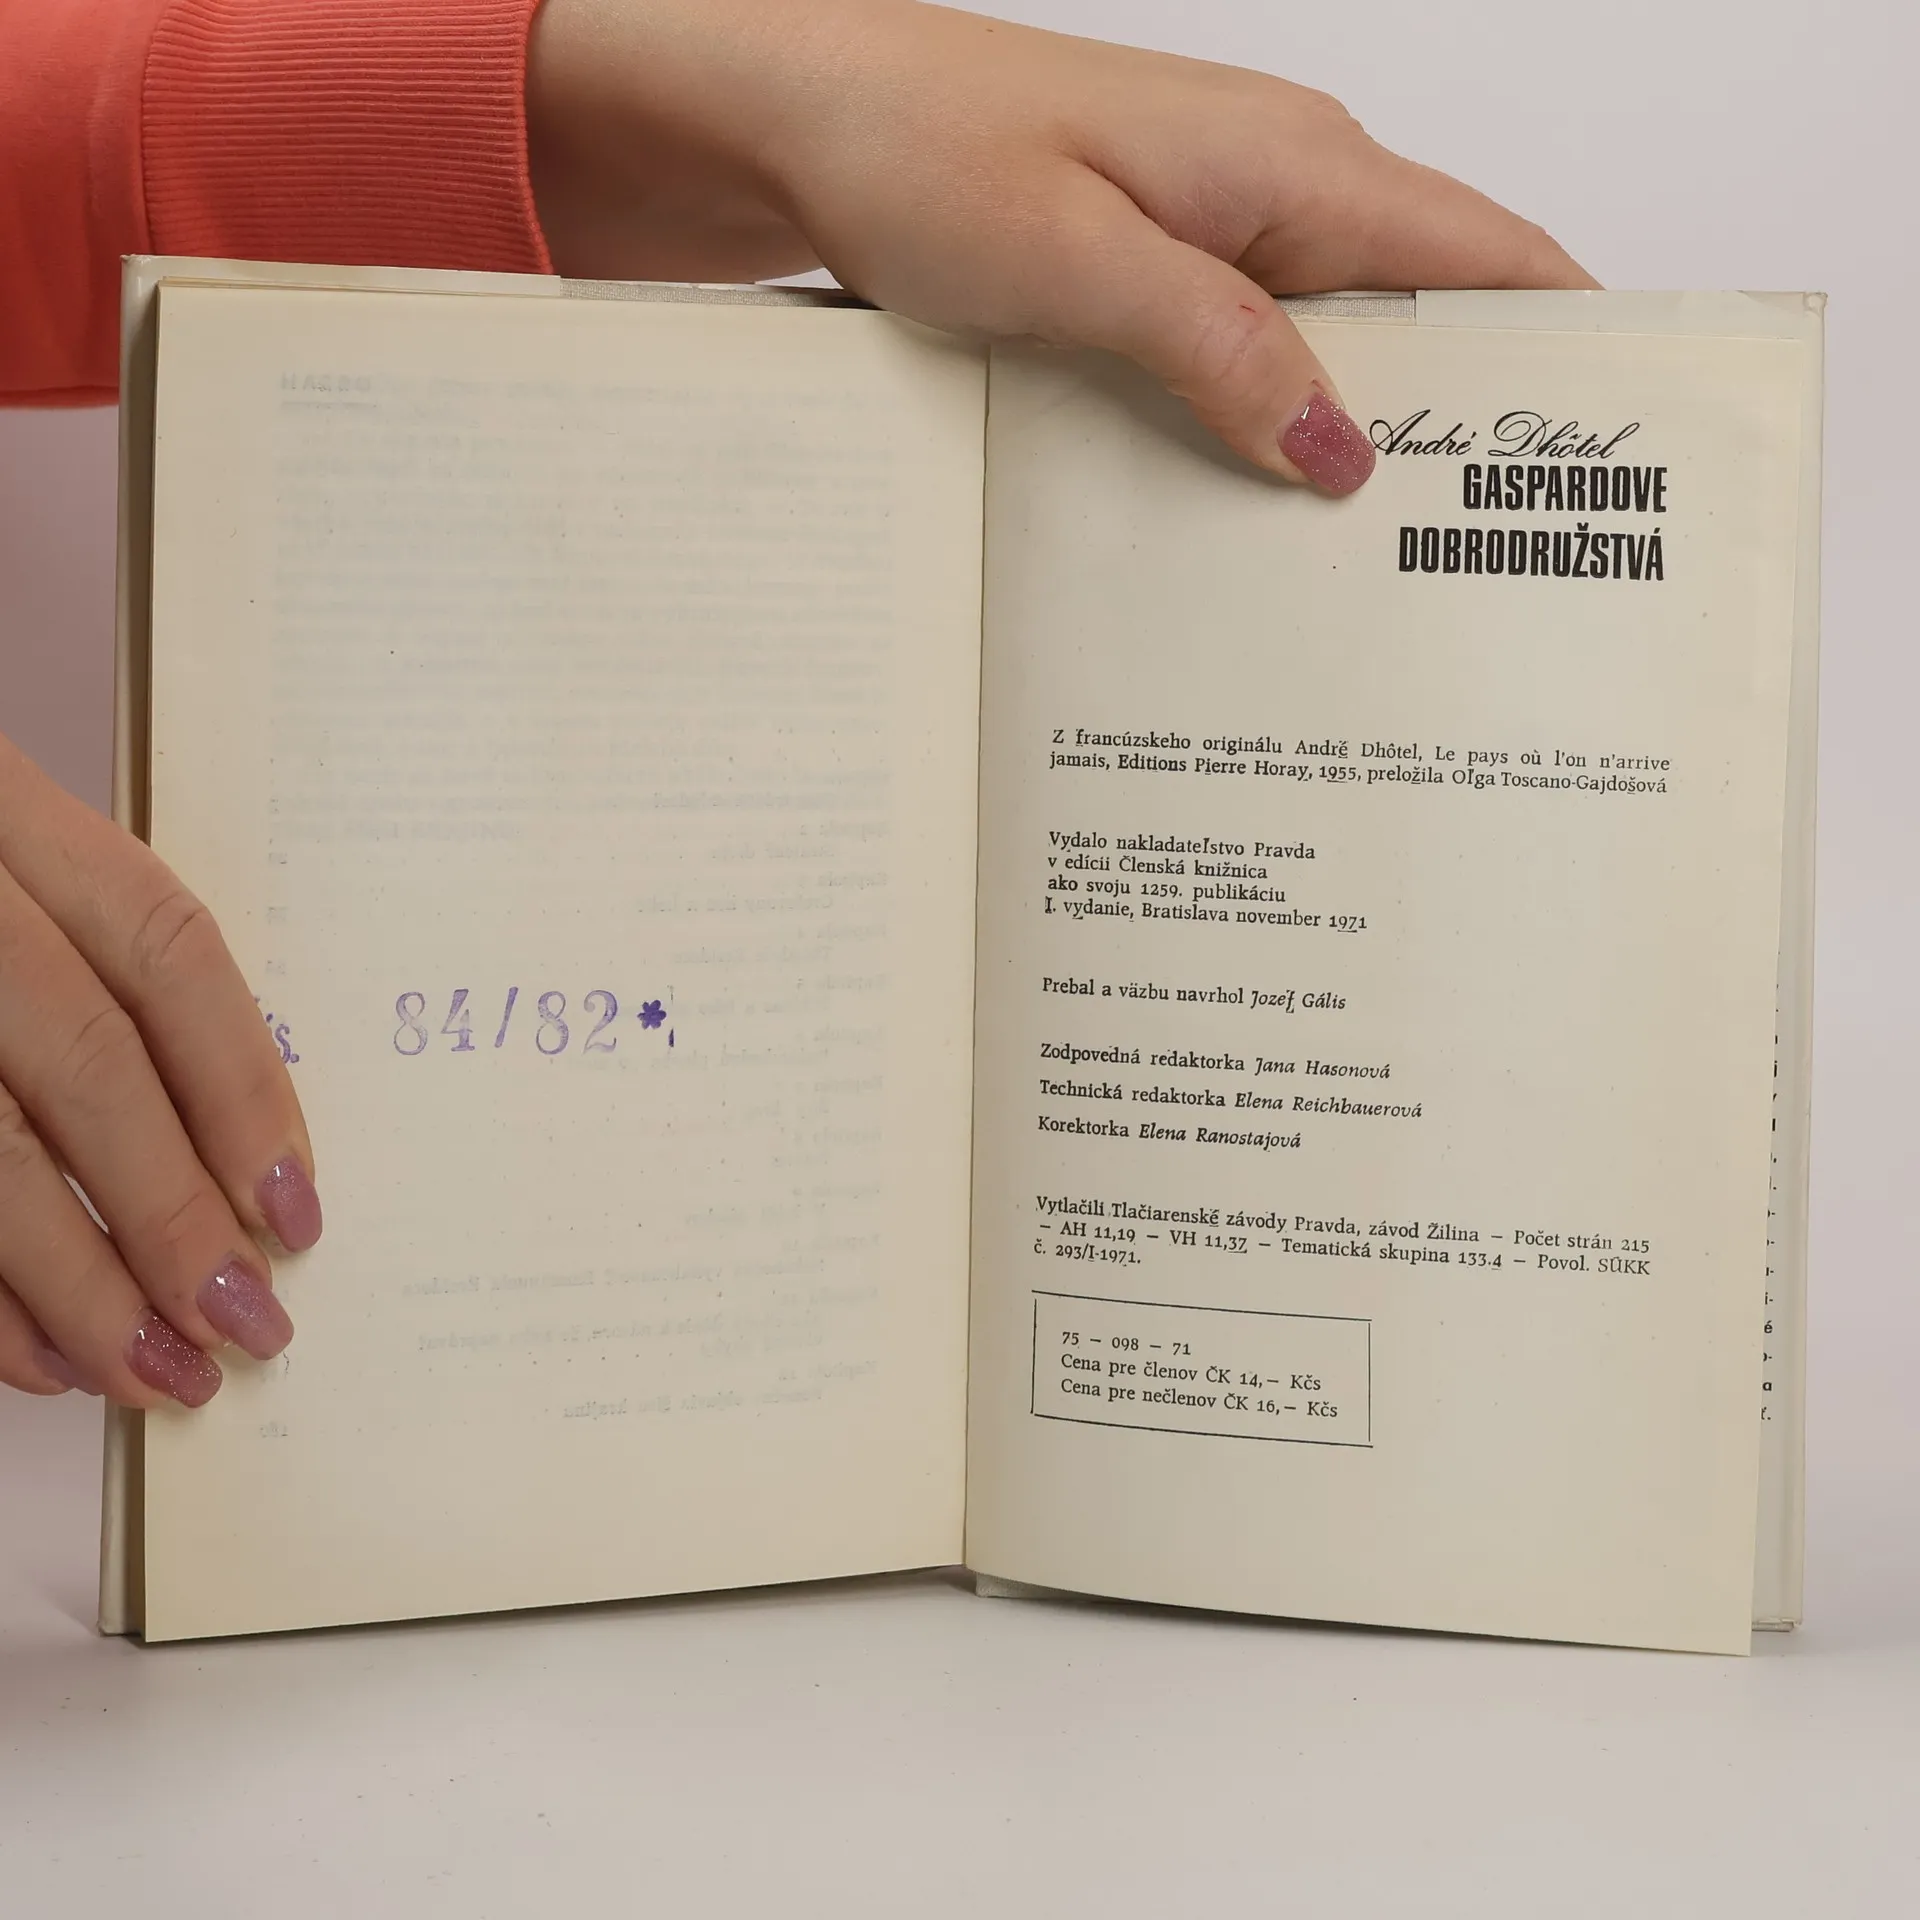 s. 84/82*
André Dhôtel
GASPARDOVE
DOBRODRUŽSTVÁ
Z francúzskeho originálu André Dhôtel, Le pays où l'on n'arrive
jamais, Editions Pierre Horay, 1955, preložila Oľga Toscano-Gajdošová
Vydalo nakladateľstvo Pravda
v edícii Členská knižnica
ako svoju 1259. publikáciu
I. vydanie, Bratislava november 1971
Prebal a väzbu navrhol Jozef Gális
Zodpovedná redaktorka Jana Hasonová
Technická redaktorka Elena Reichbauerová
Korektorka Elena Ranostajová
Vytlačili Tlačiarenské závody Pravda, závod Žilina — Počet strán 215
— AH 11,19 — VH 11,37 — Tematická skupina 133.4 — Povol. SÚKK
č. 293/I-1971.
75 — 098 — 71
Cena pre členov ČK 14,— Kčs
Cena pre nečlenov ČK 16,— Kčs